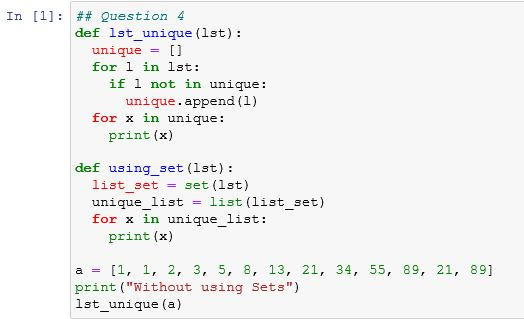 In [1]: ## Question 4
def lst_unique(lst):
  unique = []
  for l in lst:
    if l not in unique:
      unique.append(l)
  for x in unique:
    print(x)

def using_set(lst):
  list_set = set(lst)
  unique_list = list(list_set)
  for x in unique_list:
    print(x)

a = [1, 1, 2, 3, 5, 8, 13, 21, 34, 55, 89, 21, 89]
print("Without using Sets")
lst_unique(a)